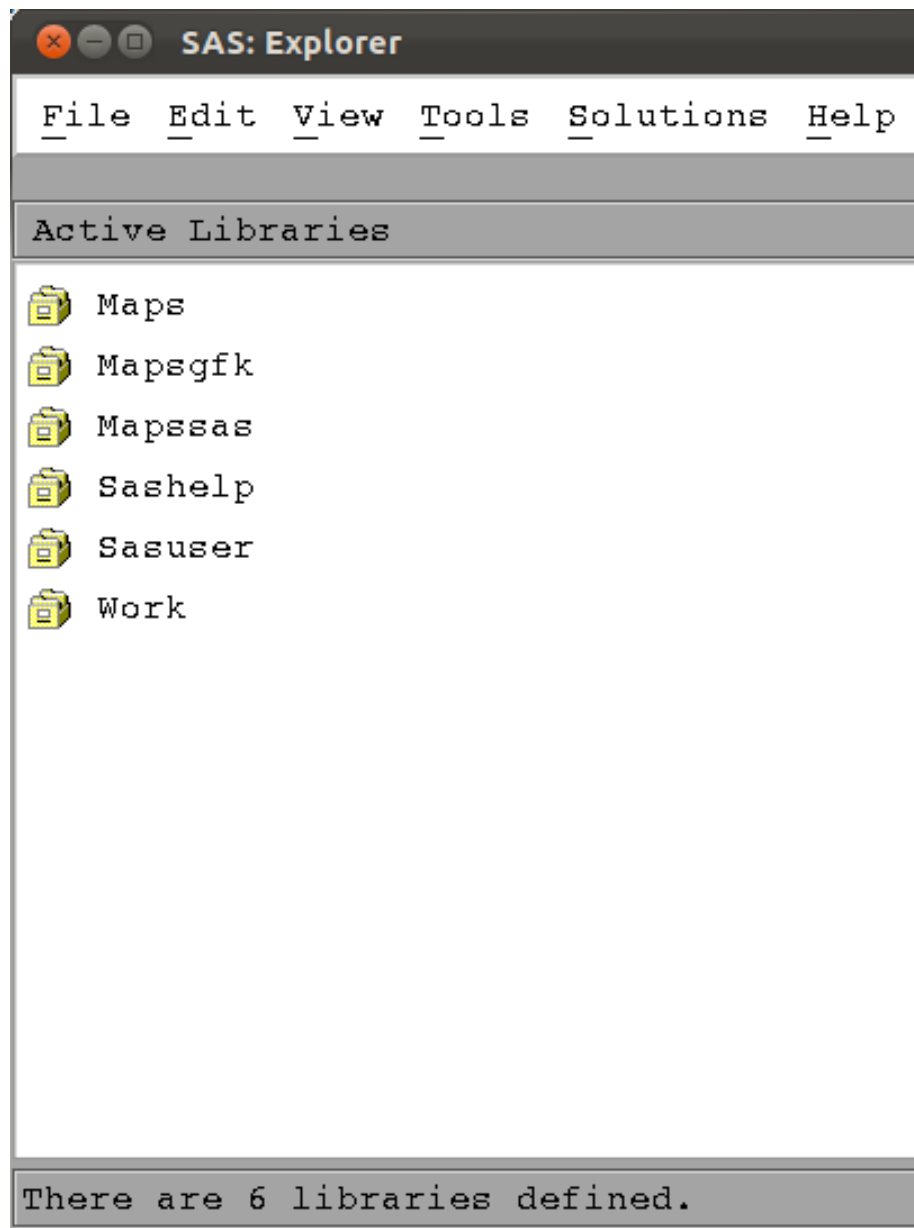 SAS: Explorer
File Edit View Tools Solutions Help
Active Libraries
Maps
Mapsgfk
Mapssas
Sashelp
Sasuser
Work
There are 6 libraries defined.